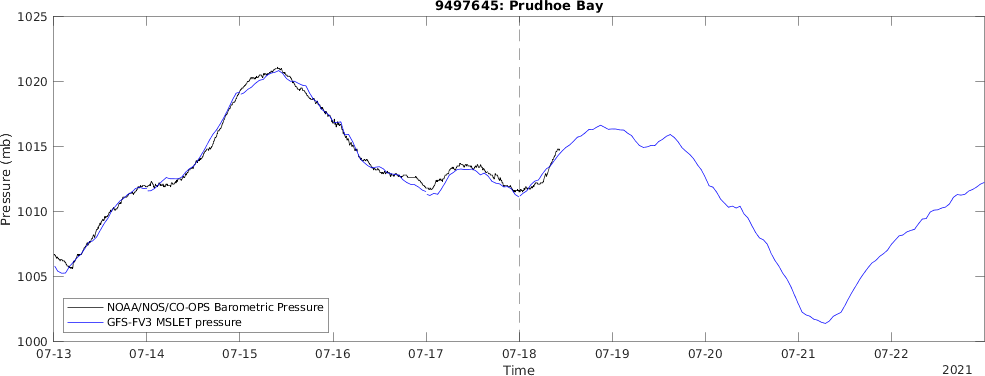 9497645: Prudhoe Bay
1025
1020
1015
1010
1005
1000
Pressure (mb)
NOAA/NOS/CO-OPS Barometric Pressure
GFS-FV3 MSLET pressure
07-13 07-14 07-15 07-16 07-17 07-18 07-19 07-20 07-21 07-22
Time
2021